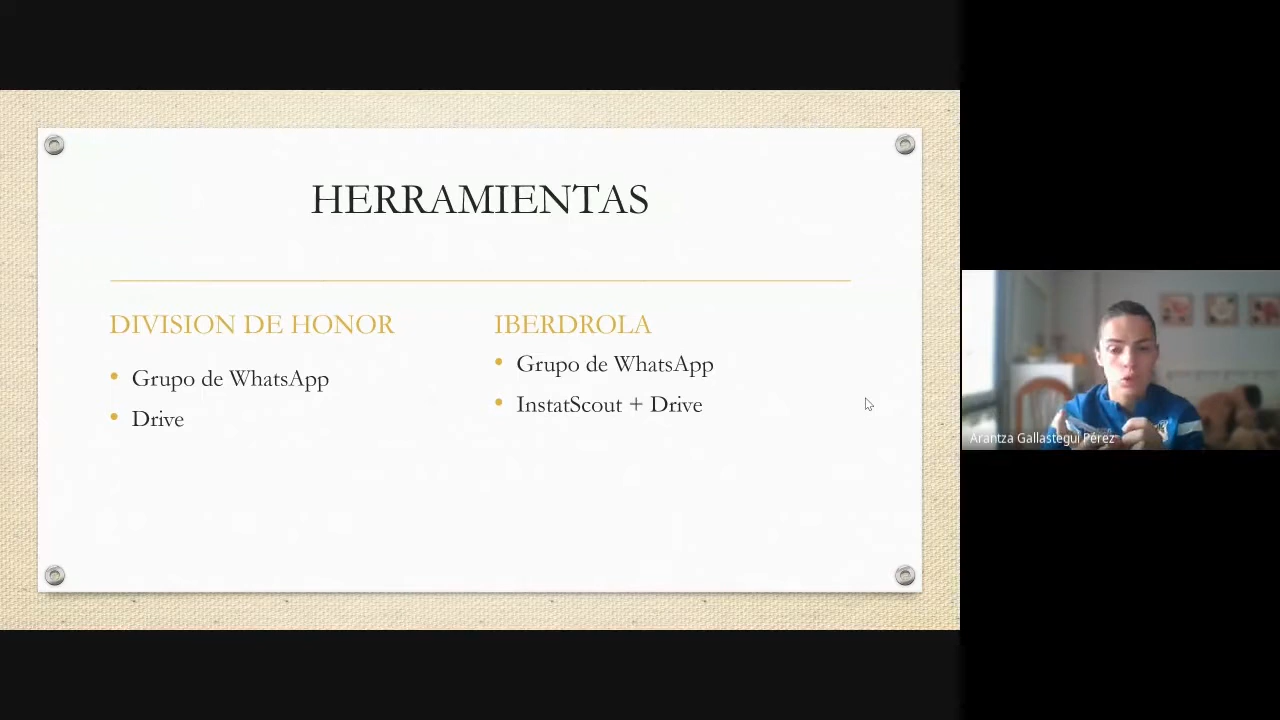 HERRAMIENTAS
DIVISION DE HONOR
Grupo de WhatsApp
Drive
IBERDROLA
Grupo de WhatsApp
InstatScout + Drive
Arantza Gallastegui Pérez